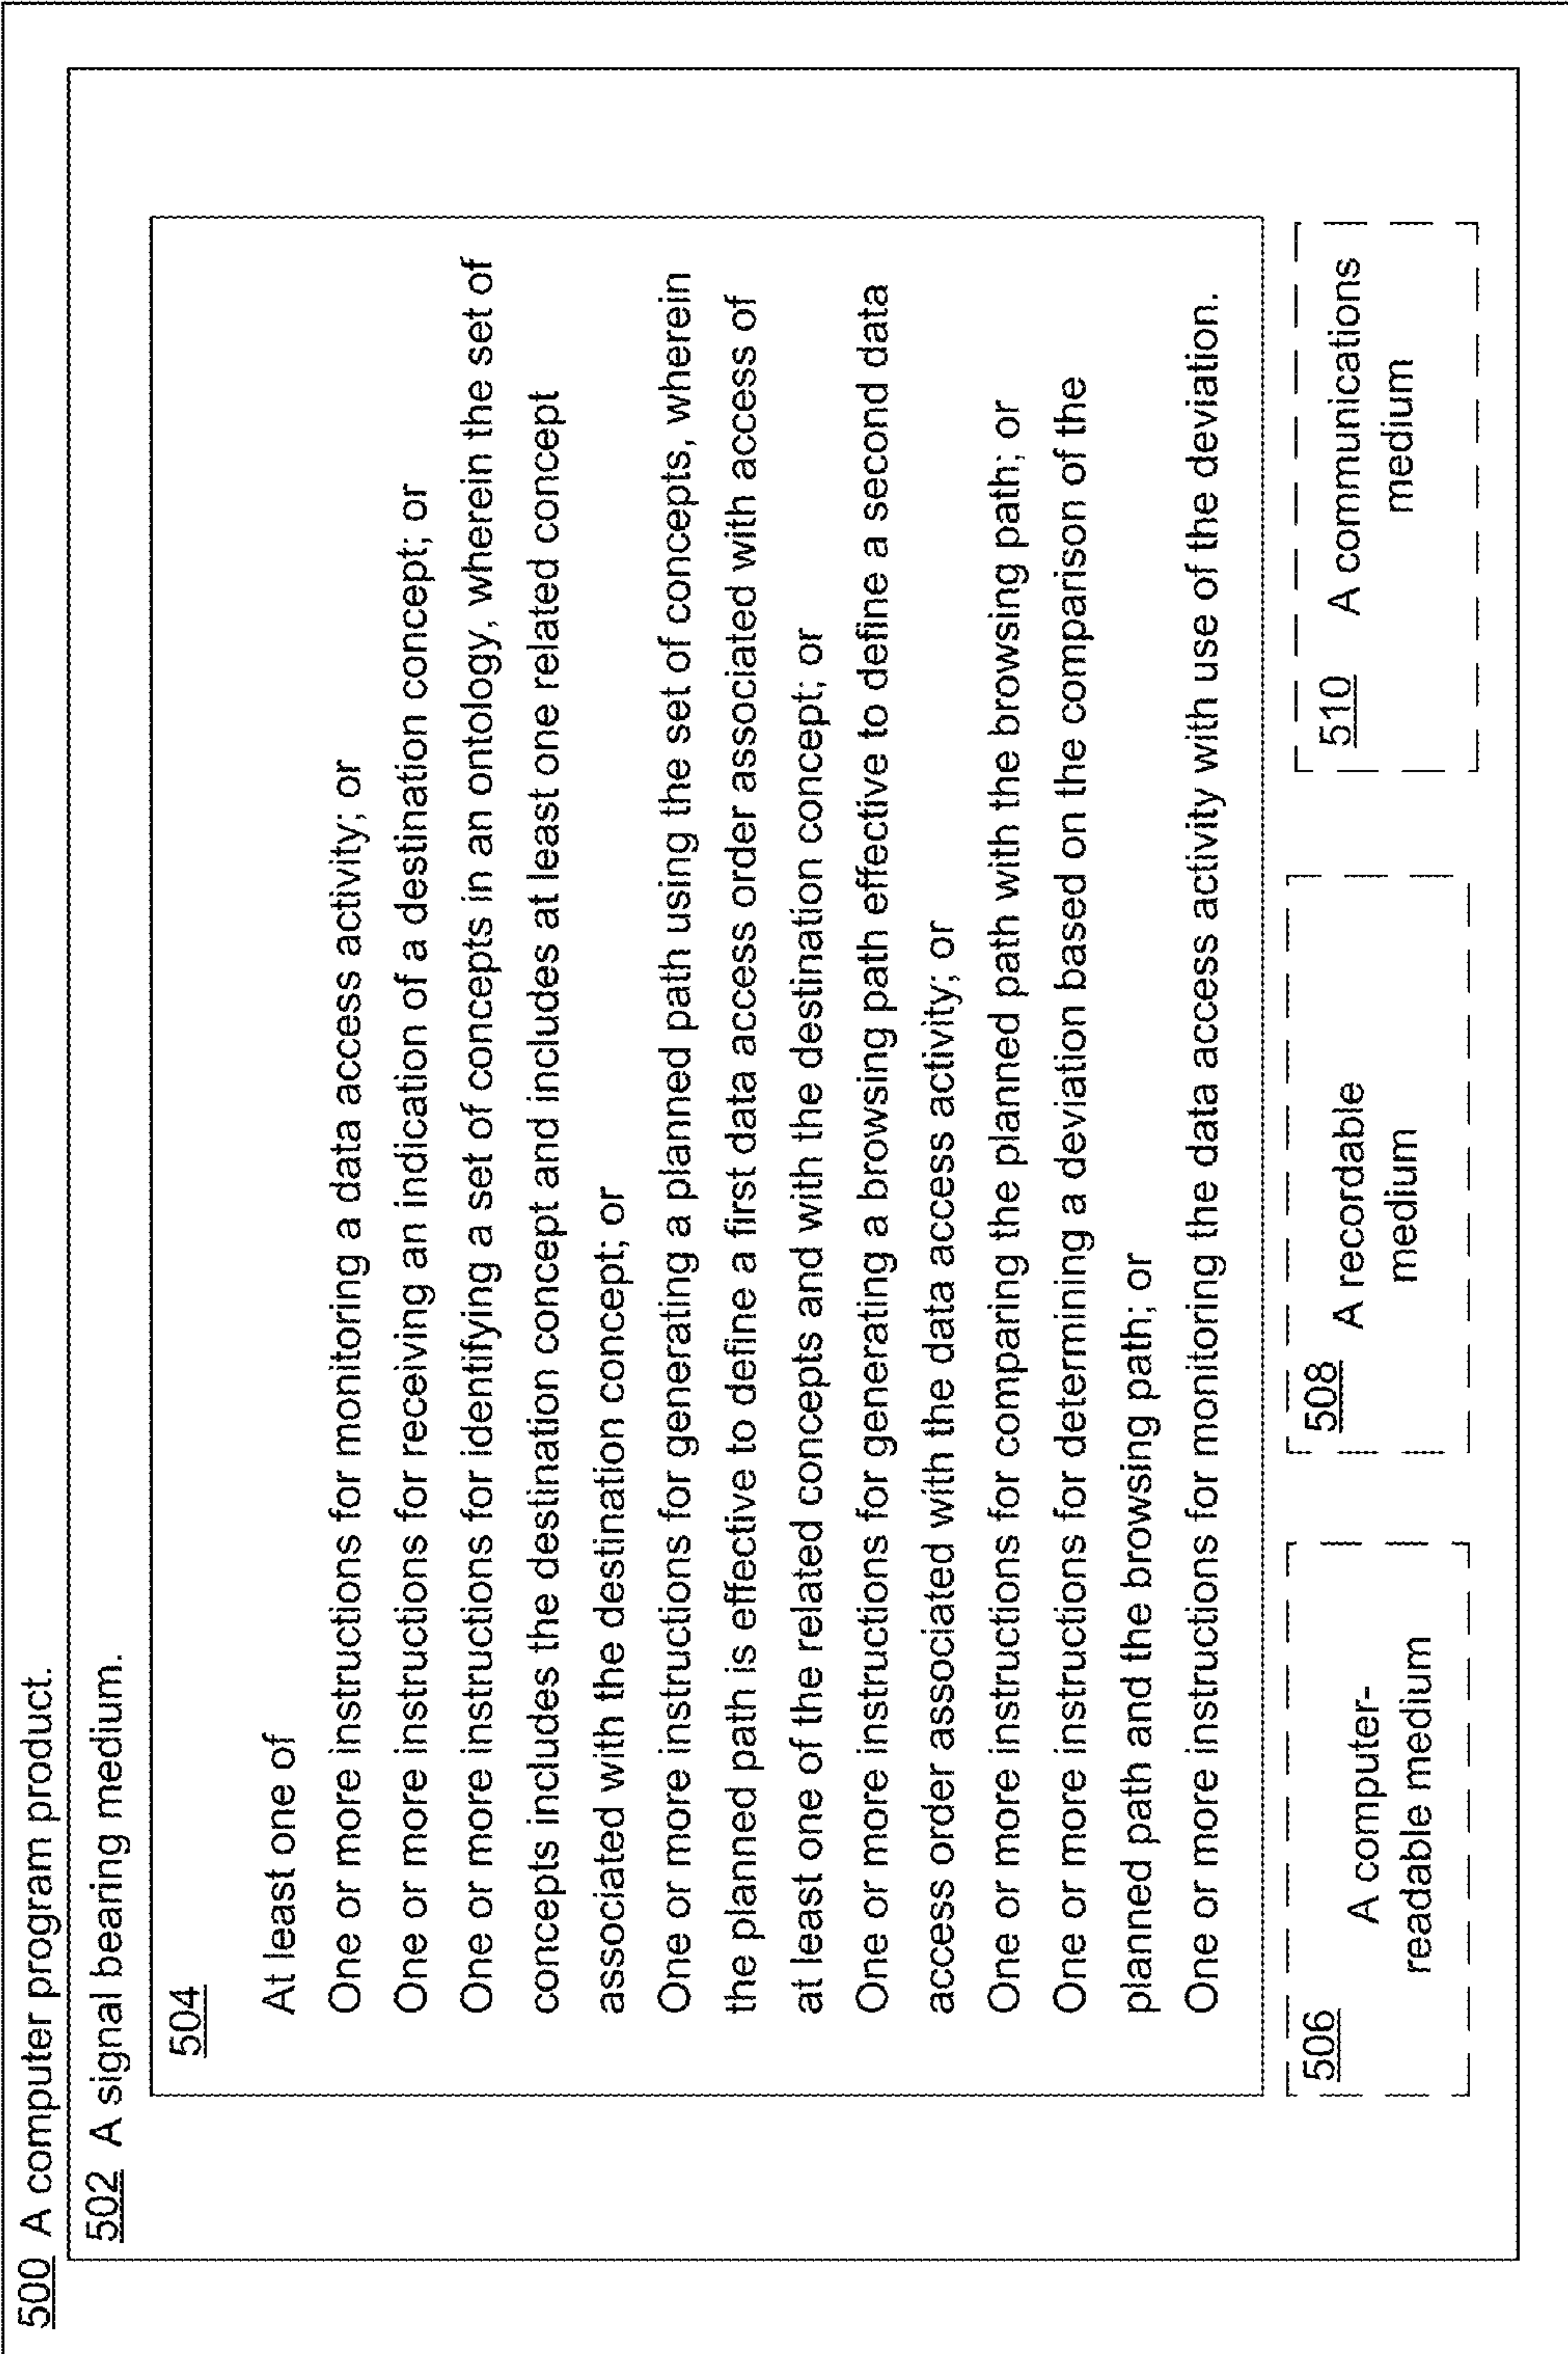 500 A computer program product.
502 A signal bearing medium.
504
At least one of
One or more instructions for monitoring a data access activity; or
One or more instructions for receiving an indication of a destination concept; or
One or more instructions for identifying a set of concepts in an ontology, wherein the set of
concepts includes the destination concept and includes at least one related concept
associated with the destination concept; or
One or more instructions for generating a planned path using the set of concepts, wherein
the planned path is effective to define a first data access order associated with access of
at least one of the related concepts and with the destination concept; or
One or more instructions for generating a browsing path effective to define a second data
access order associated with the data access activity; or
One or more instructions for comparing the planned path with the browsing path; or
One or more instructions for determining a deviation based on the comparison of the
planned path and the browsing path; or
One or more instructions for monitoring the data access activity with use of the deviation.
506
A computer-
readable medium
508 A recordable
medium
510 A communications
medium